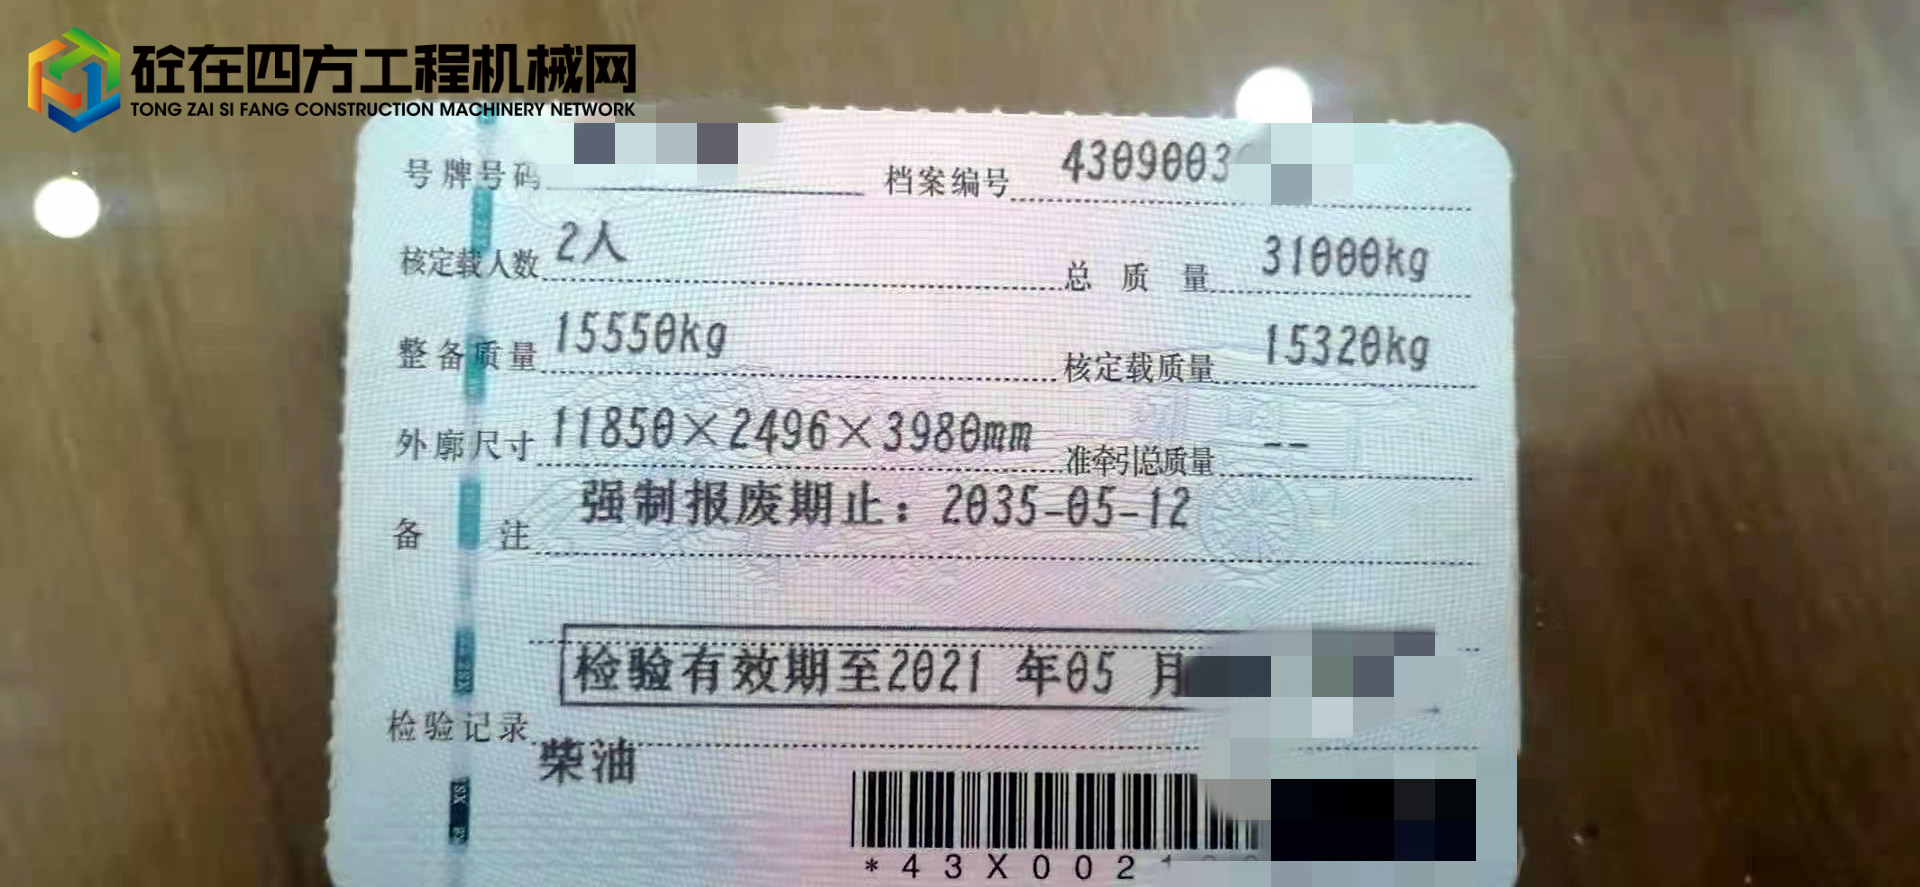 砼在四方工程机械网
TONG ZAI SI FANG CONSTRUCTION MACHINERY NETWORK
号牌号码 档案编号 4309003
核定载人数 2人 总质量 31000kg
整备质量 15550kg 核定载质量 15320kg
外廓尺寸 11850×2496×3980mm 准牵引总质量 --
备注 强制报废期止：2035-05-12
检验有效期至2021 年05 月
检验记录
柴油
*43X002